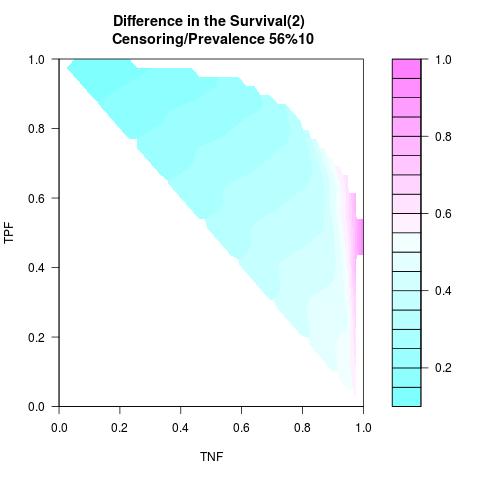 Difference in the Survival(2)
Censoring/Prevalence 56%10
1.0
0.8
0.6
0.4
0.2
0.0
TPF
0.0 0.2 0.4 0.6 0.8 1.0
TNF
1.0
0.8
0.6
0.4
0.2